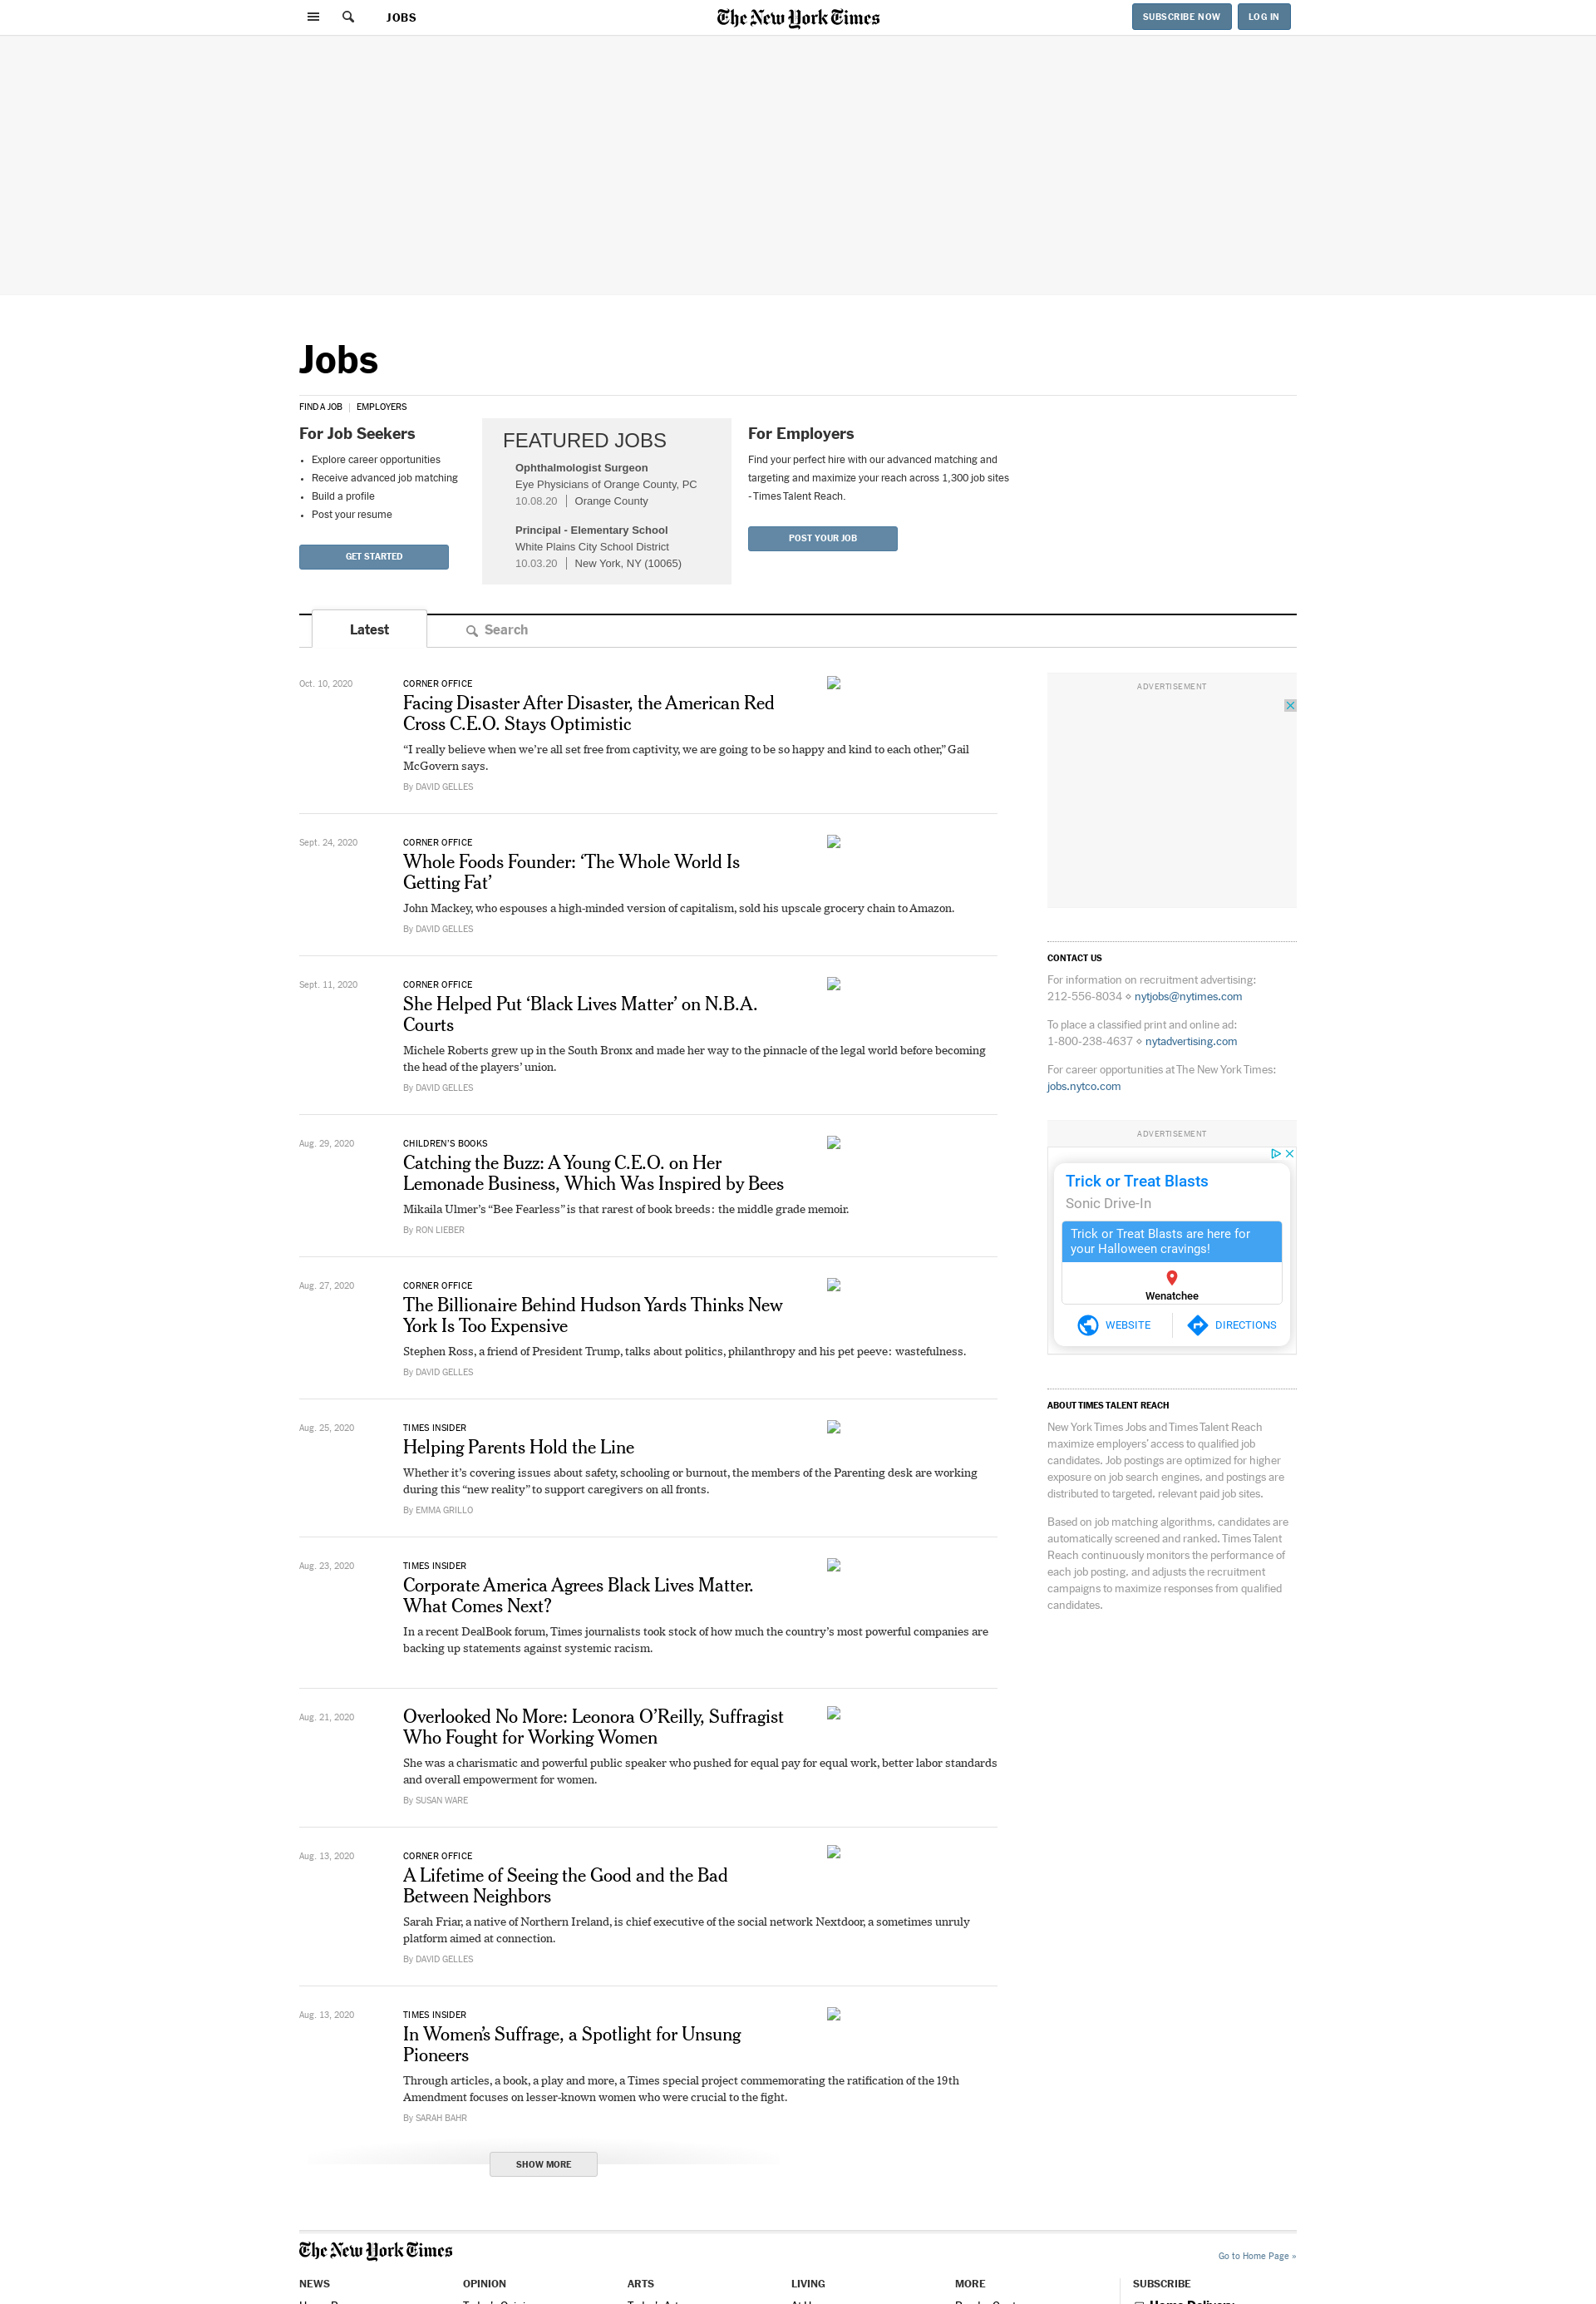 JOBS
The New York Times
SUBSCRIBE NOW
LOG IN
Jobs
FIND A JOB | EMPLOYERS
For Job Seekers
• Explore career opportunities
• Receive advanced job matching
• Build a profile
• Post your resume
GET STARTED
FEATURED JOBS
Ophthalmologist Surgeon
Eye Physicians of Orange County, PC
10.08.20 | Orange County
Principal - Elementary School
White Plains City School District
10.03.20 | New York, NY (10065)
For Employers
Find your perfect hire with our advanced matching and
targeting and maximize your reach across 1,300 job sites
- Times Talent Reach.
POST YOUR JOB
Latest
Search
Oct. 10, 2020
CORNER OFFICE
Facing Disaster After Disaster, the American Red
Cross C.E.O. Stays Optimistic
“I really believe when we’re all set free from captivity, we are going to be so happy and kind to each other,” Gail
McGovern says.
By DAVID GELLES
Sept. 24, 2020
CORNER OFFICE
Whole Foods Founder: ‘The Whole World Is
Getting Fat’
John Mackey, who espouses a high-minded version of capitalism, sold his upscale grocery chain to Amazon.
By DAVID GELLES
Sept. 11, 2020
CORNER OFFICE
She Helped Put ‘Black Lives Matter’ on N.B.A.
Courts
Michele Roberts grew up in the South Bronx and made her way to the pinnacle of the legal world before becoming
the head of the players’ union.
By DAVID GELLES
Aug. 29, 2020
CHILDREN’S BOOKS
Catching the Buzz: A Young C.E.O. on Her
Lemonade Business, Which Was Inspired by Bees
Mikaila Ulmer’s “Bee Fearless” is that rarest of book breeds: the middle grade memoir.
By RON LIEBER
Aug. 27, 2020
CORNER OFFICE
The Billionaire Behind Hudson Yards Thinks New
York Is Too Expensive
Stephen Ross, a friend of President Trump, talks about politics, philanthropy and his pet peeve: wastefulness.
By DAVID GELLES
Aug. 25, 2020
TIMES INSIDER
Helping Parents Hold the Line
Whether it’s covering issues about safety, schooling or burnout, the members of the Parenting desk are working
during this “new reality” to support caregivers on all fronts.
By EMMA GRILLO
Aug. 23, 2020
TIMES INSIDER
Corporate America Agrees Black Lives Matter.
What Comes Next?
In a recent DealBook forum, Times journalists took stock of how much the country’s most powerful companies are
backing up statements against systemic racism.
Aug. 21, 2020
Overlooked No More: Leonora O’Reilly, Suffragist
Who Fought for Working Women
She was a charismatic and powerful public speaker who pushed for equal pay for equal work, better labor standards
and overall empowerment for women.
By SUSAN WARE
Aug. 13, 2020
CORNER OFFICE
A Lifetime of Seeing the Good and the Bad
Between Neighbors
Sarah Friar, a native of Northern Ireland, is chief executive of the social network Nextdoor, a sometimes unruly
platform aimed at connection.
By DAVID GELLES
Aug. 13, 2020
TIMES INSIDER
In Women’s Suffrage, a Spotlight for Unsung
Pioneers
Through articles, a book, a play and more, a Times special project commemorating the ratification of the 19th
Amendment focuses on lesser-known women who were crucial to the fight.
By SARAH BAHR
SHOW MORE
ADVERTISEMENT
CONTACT US
For information on recruitment advertising:
212-556-8034 ⋄ nytjobs@nytimes.com
To place a classified print and online ad:
1-800-238-4637 ⋄ nytadvertising.com
For career opportunities at The New York Times:
jobs.nytco.com
ADVERTISEMENT
Trick or Treat Blasts
Sonic Drive-In
Trick or Treat Blasts are here for
your Halloween cravings!
Wenatchee
WEBSITE
DIRECTIONS
ABOUT TIMES TALENT REACH
New York Times Jobs and Times Talent Reach
maximize employers’ access to qualified job
candidates. Job postings are optimized for higher
exposure on job search engines, and postings are
distributed to targeted, relevant paid job sites.
Based on job matching algorithms, candidates are
automatically screened and ranked. Times Talent
Reach continuously monitors the performance of
each job posting, and adjusts the recruitment
campaigns to maximize responses from qualified
candidates.
The New York Times
Go to Home Page »
NEWS
OPINION
ARTS
LIVING
MORE
SUBSCRIBE